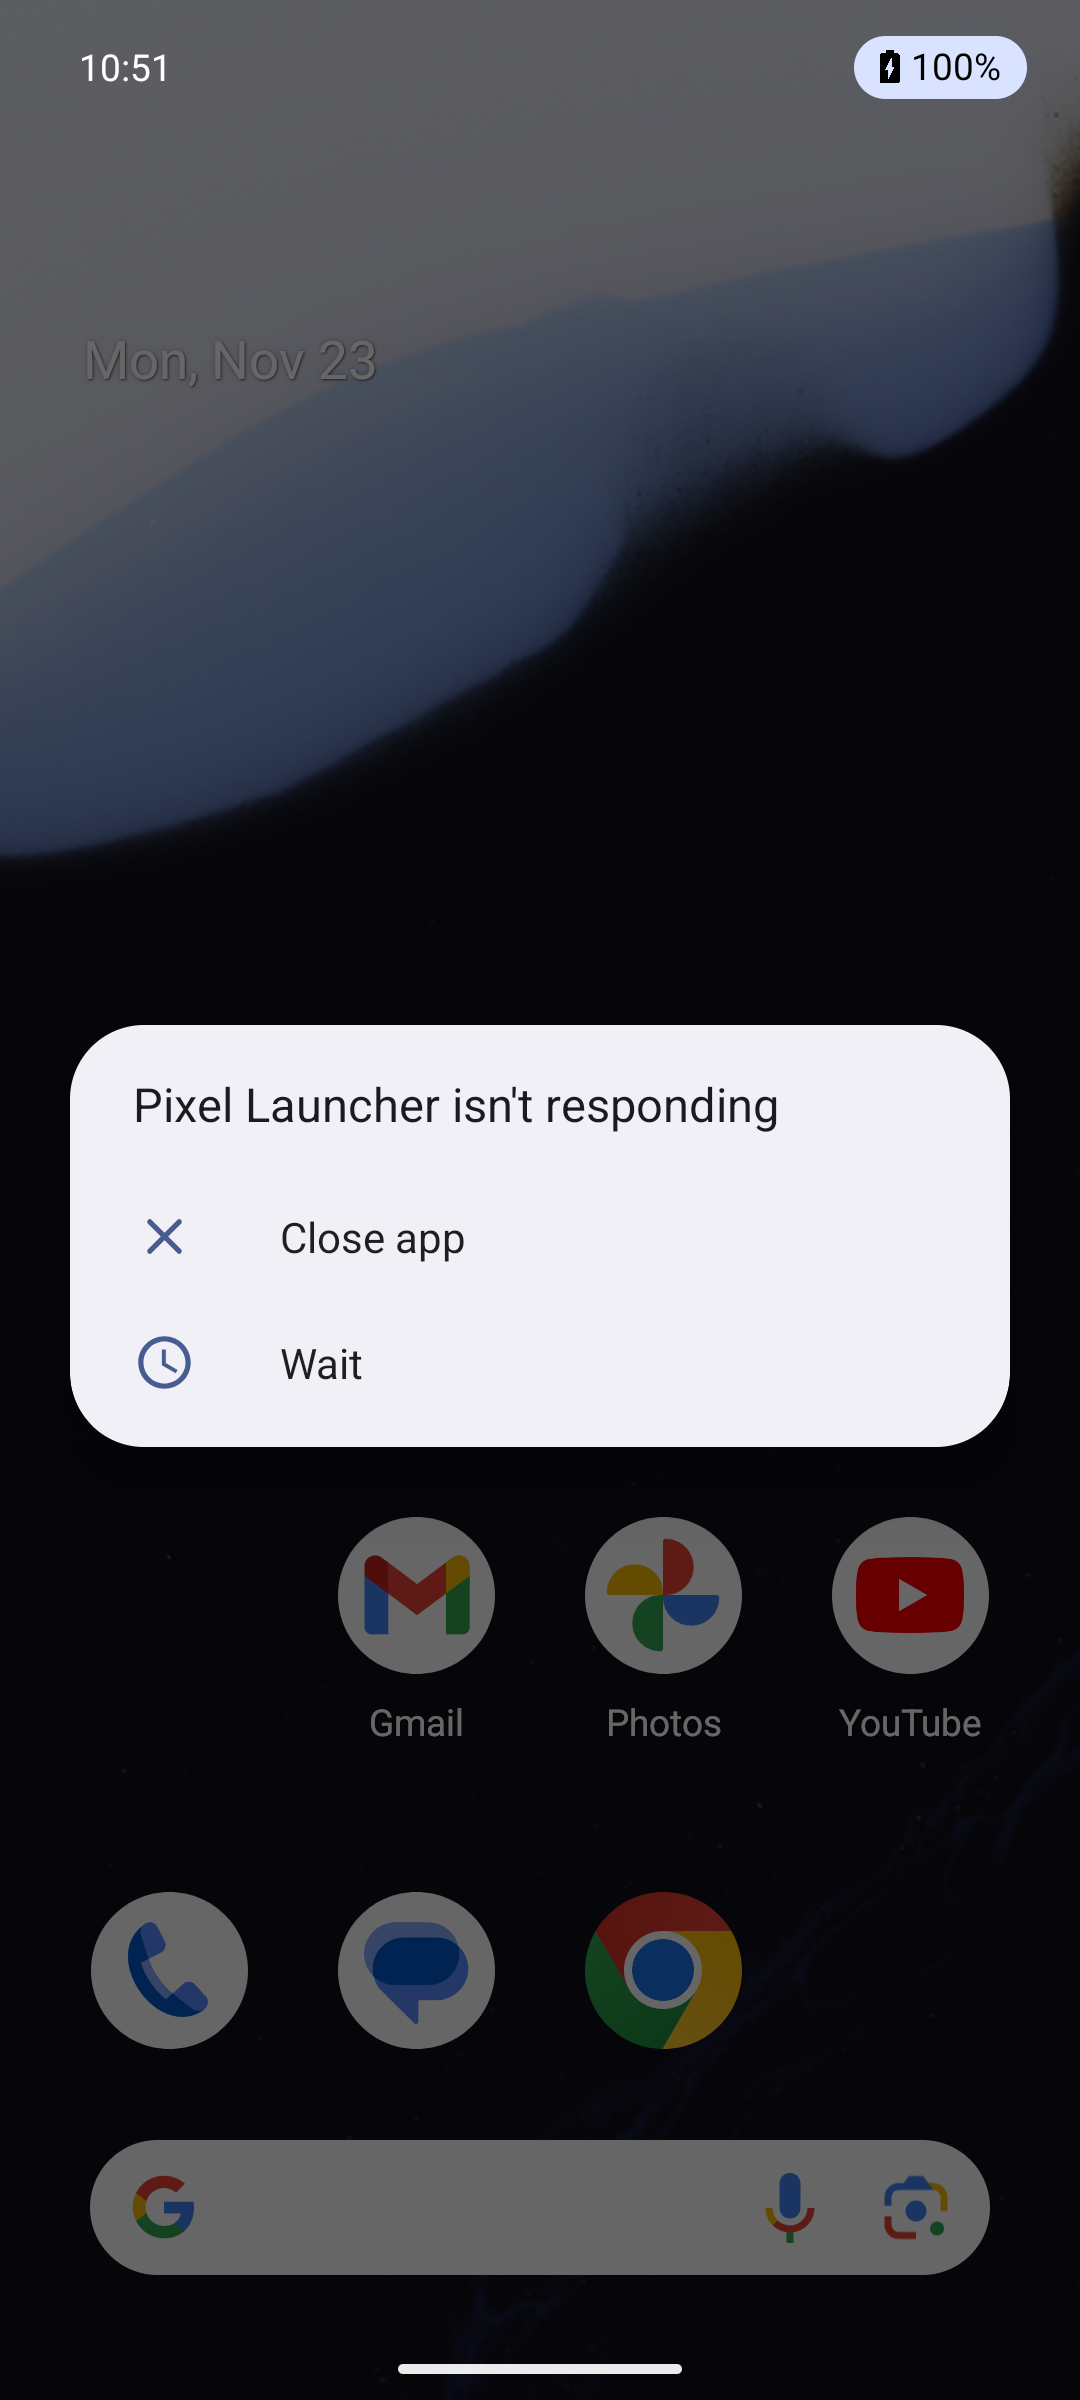 10:51
100%
Mon, Nov 23
Pixel Launcher isn't responding
Close app
Wait
Gmail
Photos
YouTube